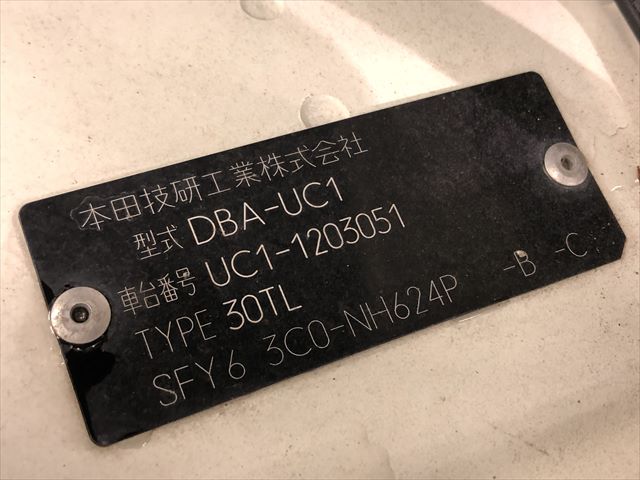 本田技研工業株式会社
型式 DBA-UC1
車台番号 UC1-1203051
TYPE 30TL
SFY6 3C0-NH624P -B -C